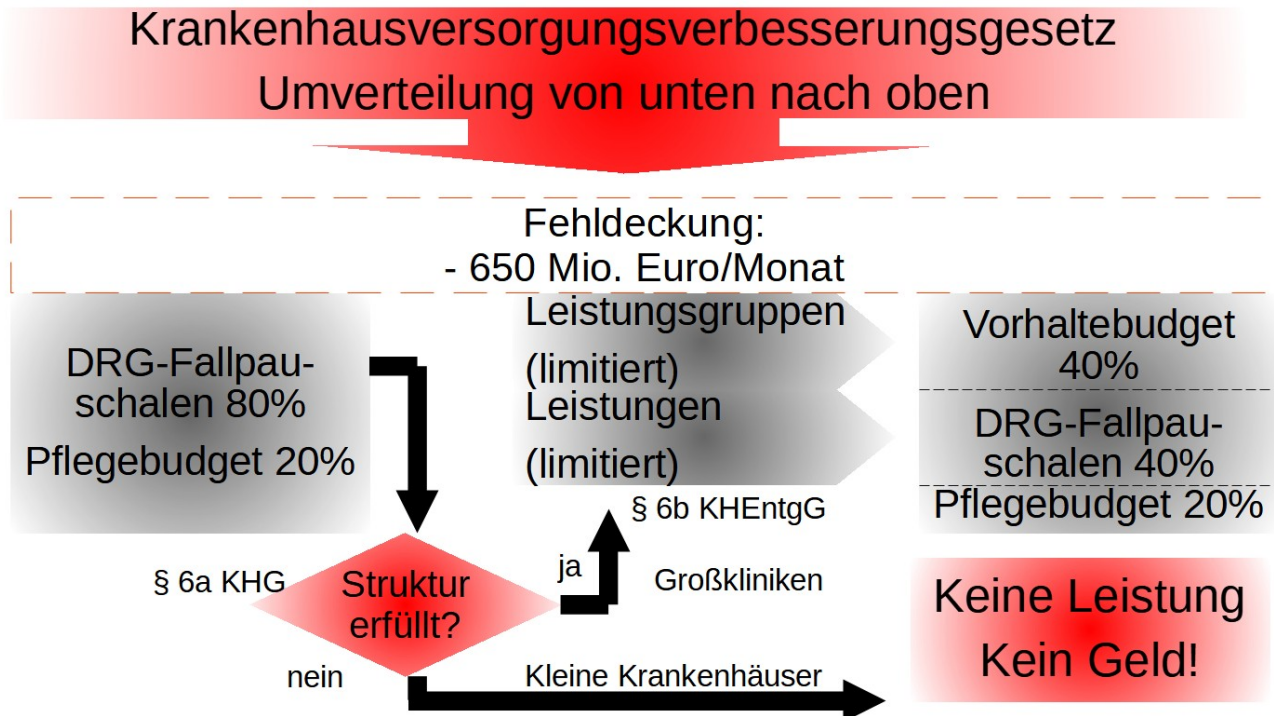 Krankenhausversorgungsverbesserungsgesetz
Umverteilung von unten nach oben
Fehldeckung:
- 650 Mio. Euro/Monat
DRG-Fallpau-
schalen 80%
Pflegebudget 20%
Leistungsgruppen
(limitiert)
Leistungen
(limitiert)
Vorhaltebudget
40%
DRG-Fallpau-
schalen 40%
Pflegebudget 20%
§ 6b KHEntgG
§ 6a KHG
Struktur
erfüllt?
ja
Großkliniken
nein
Kleine Krankenhäuser
Keine Leistung
Kein Geld!